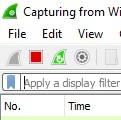 Capturing from Wi
File Edit View G
Apply a display filter
No. Time